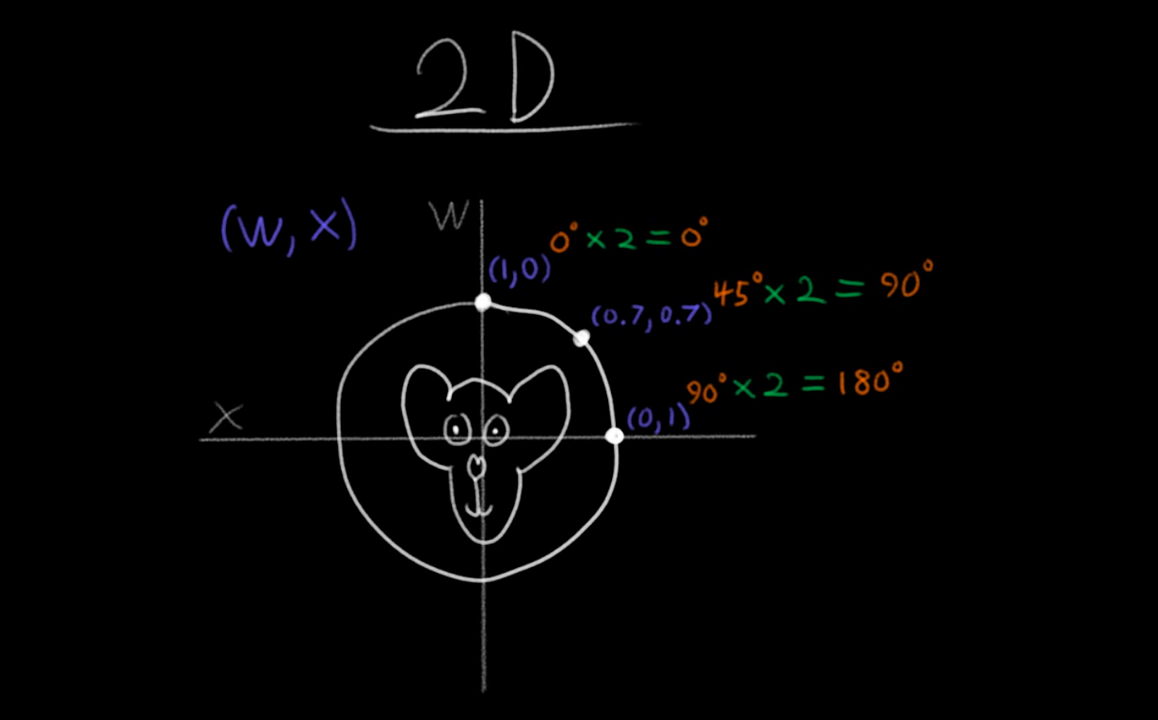 2D
(W, X)
W
0° × 2 = 0°
(1,0)
45° × 2 = 90°
(0.7, 0.7)
90° × 2 = 180°
(0,1)
X